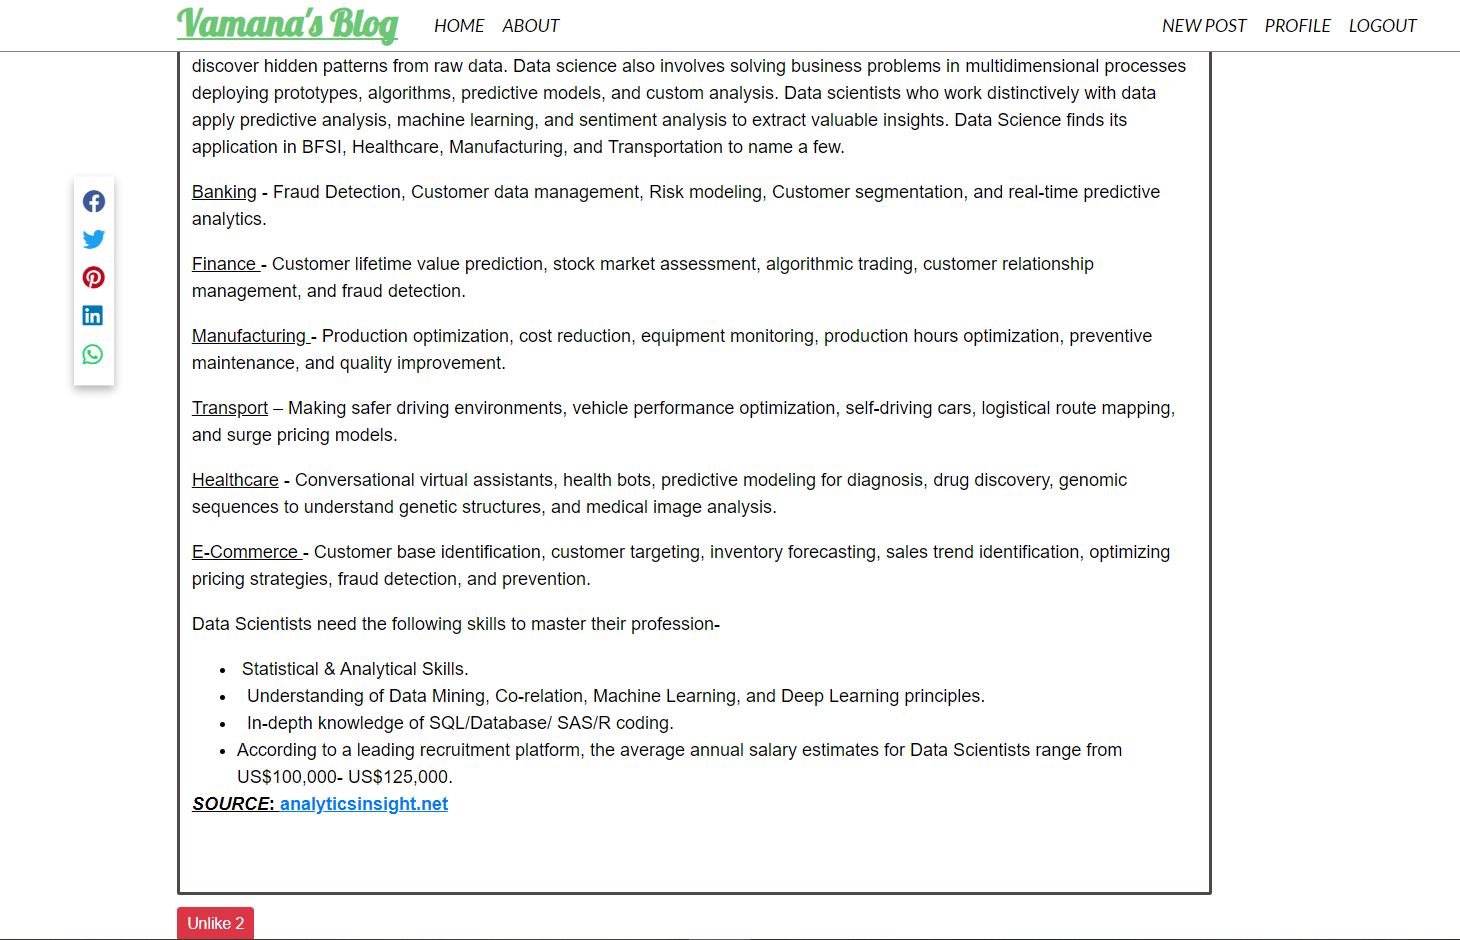 Vamana's Blog HOME ABOUT NEW POST PROFILE LOGOUT
discover hidden patterns from raw data. Data science also involves solving business problems in multidimensional processes
deploying prototypes, algorithms, predictive models, and custom analysis. Data scientists who work distinctively with data
apply predictive analysis, machine learning, and sentiment analysis to extract valuable insights. Data Science finds its
application in BFSI, Healthcare, Manufacturing, and Transportation to name a few.
Banking - Fraud Detection, Customer data management, Risk modeling, Customer segmentation, and real-time predictive
analytics.
Finance - Customer lifetime value prediction, stock market assessment, algorithmic trading, customer relationship
management, and fraud detection.
Manufacturing - Production optimization, cost reduction, equipment monitoring, production hours optimization, preventive
maintenance, and quality improvement.
Transport – Making safer driving environments, vehicle performance optimization, self-driving cars, logistical route mapping,
and surge pricing models.
Healthcare - Conversational virtual assistants, health bots, predictive modeling for diagnosis, drug discovery, genomic
sequences to understand genetic structures, and medical image analysis.
E-Commerce - Customer base identification, customer targeting, inventory forecasting, sales trend identification, optimizing
pricing strategies, fraud detection, and prevention.
Data Scientists need the following skills to master their profession-
• Statistical & Analytical Skills.
• Understanding of Data Mining, Co-relation, Machine Learning, and Deep Learning principles.
• In-depth knowledge of SQL/Database/ SAS/R coding.
• According to a leading recruitment platform, the average annual salary estimates for Data Scientists range from
US$100,000- US$125,000.
SOURCE: analyticsinsight.net
Unlike 2